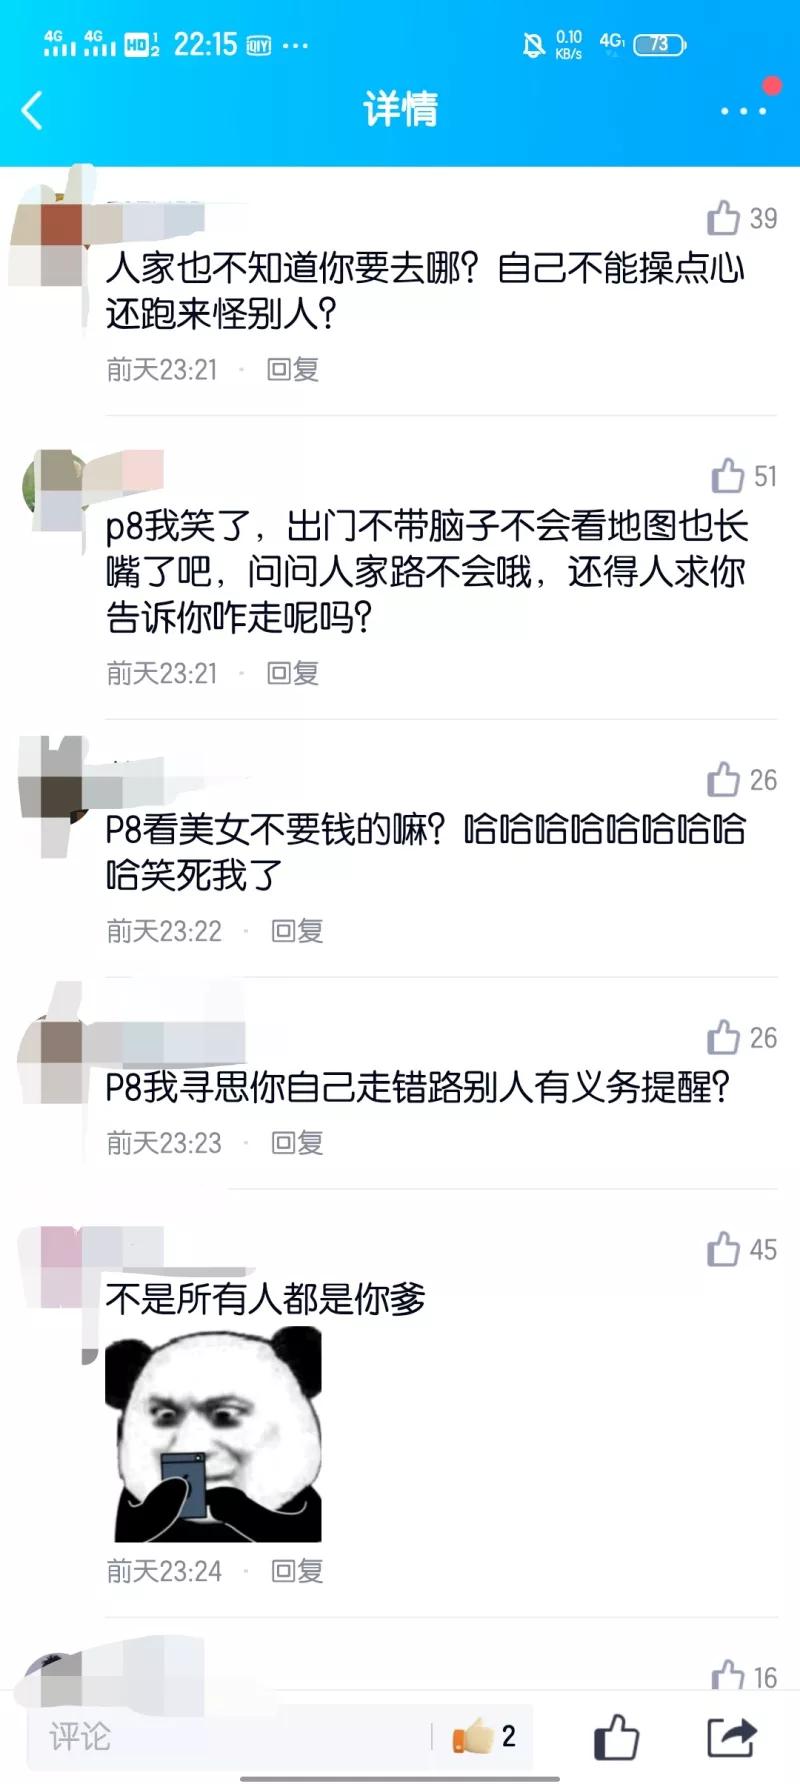 4G 4G HD 1 2 22:15 iQIY ··· 0.10 KB/s 4G 73
详情
39
人家也不知道你要去哪？自己不能操点心
还跑来怪别人？
前天23:21 · 回复
51
p8我笑了，出门不带脑子不会看地图也长
嘴了吧，问问人家路不会哦，还得人求你
告诉你咋走呢吗？
前天23:21 · 回复
26
P8看美女不要钱的嘛？哈哈哈哈哈哈哈哈
哈笑死我了
前天23:22 · 回复
26
P8我寻思你自己走错路别人有义务提醒？
前天23:23 · 回复
45
不是所有人都是你爹
前天23:24 · 回复
16
评论 2